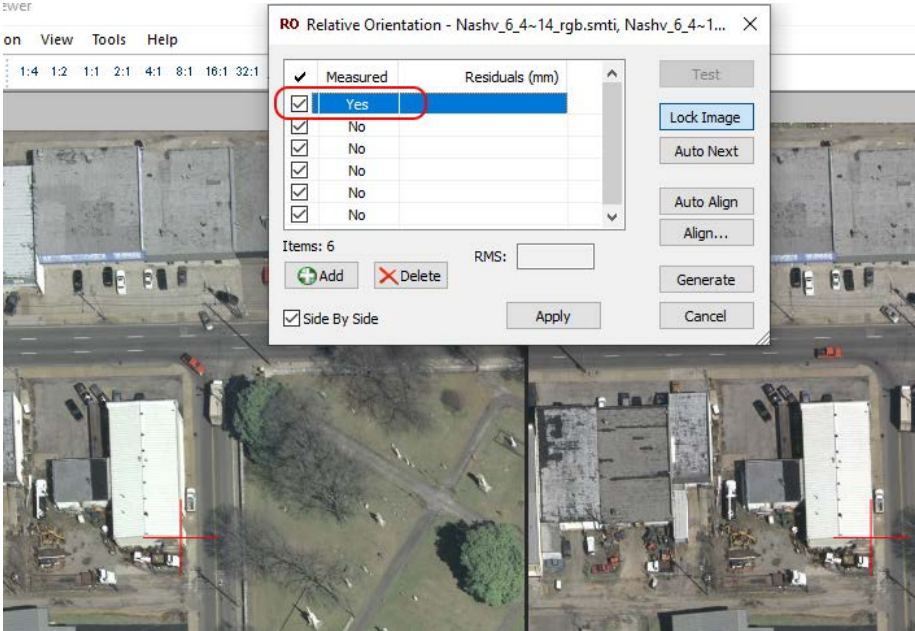 ewer
RO Relative Orientation - Nashv_6_4~14_rgb.smti, Nashv_6_4~1...
on View Tools Help
1:4 1:2 1:1 2:1 4:1 8:1 16:1 32:1
Measured Residuals (mm)
Yes
No
No
No
No
No
Test
Lock Image
Auto Next
Auto Align
Align...
Items: 6
RMS:
Add Delete
Generate
Side By Side
Apply
Cancel